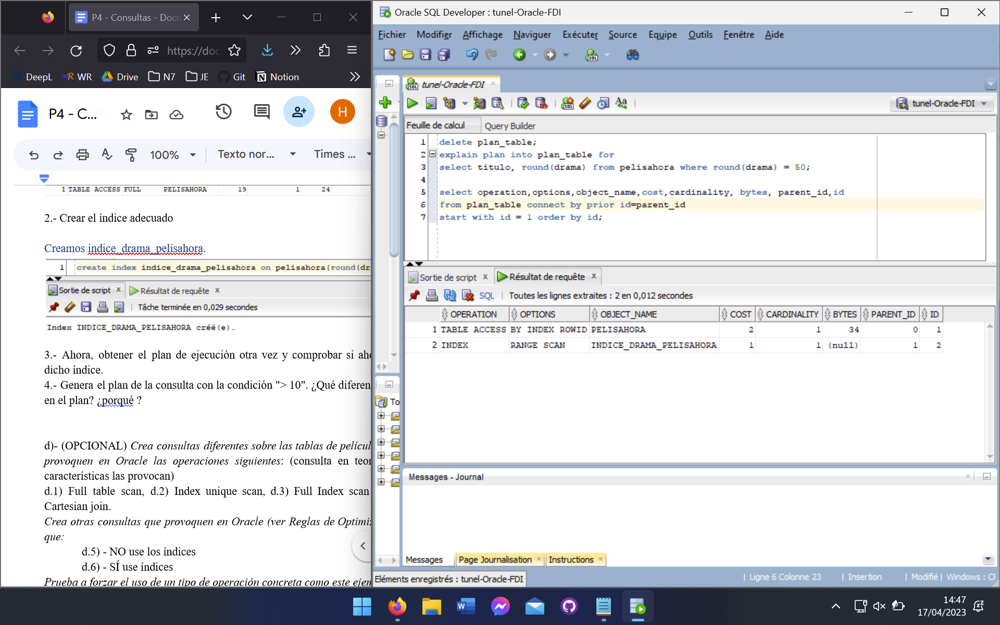 P4 - Consultas - Docu
https://docs
DeepL
WR
Drive
N7
JE
Git
Notion
P4 - C...
H
100%
Texto nor...
Times ...
1 TABLE ACCESS FULL PELISAHORA 19 1 24
2.- Crear el índice adecuado
Creamos indice_drama_pelisahora.
1 create index indice_drama_pelisahora on pelisahora(round(dr
Sortie de script
Résultat de requête
Tâche terminée en 0,029 secondes
Index INDICE_DRAMA_PELISAHORA créé(e).
3.- Ahora, obtener el plan de ejecución otra vez y comprobar si aho
dicho índice.
4.- Genera el plan de la consulta con la condición "> 10". ¿Qué diferen
en el plan? ¿porqué ?
d)- (OPCIONAL) Crea consultas diferentes sobre las tablas de películ
provoquen en Oracle las operaciones siguientes: (consulta en teor
características las provocan)
d.1) Full table scan, d.2) Index unique scan, d.3) Full Index scan
Cartesian join.
Crea otras consultas que provoquen en Oracle (ver Reglas de Optimiz
que:
d.5) - NO use los índices
d.6) - SÍ use índices
Prueba a forzar el uso de un tipo de operación concreta como este ejem
Oracle SQL Developer : tunel-Oracle-FDI
Fichier Modifier Affichage Naviguer Exécuter Source Equipe Outils Fenêtre Aide
tunel-Oracle-FDI
tunel-Oracle-FDI
Feuille de calcul
Query Builder
1 delete plan_table;
2 explain plan into plan_table for
3 select titulo, round(drama) from pelisahora where round(drama) = 50;
4
5 select operation,options,object_name,cost,cardinality, bytes, parent_id,id
6 from plan_table connect by prior id=parent_id
7 start with id = 1 order by id;
Sortie de script
Résultat de requête
SQL
Toutes les lignes extraites : 2 en 0,012 secondes
OPERATION OPTIONS OBJECT_NAME COST CARDINALITY BYTES PARENT_ID ID
1 TABLE ACCESS BY INDEX ROWID PELISAHORA 2 1 34 0 1
2 INDEX RANGE SCAN INDICE_DRAMA_PELISAHORA 1 1 (null) 1 2
To
Messages - Journal
Messages
Page Journalisation
Instructions
Eléments enregistrés : tunel-Oracle-FDI
Ligne 6 Colonne 23
Insertion
Modifié
Windows : CF
14:47
17/04/2023